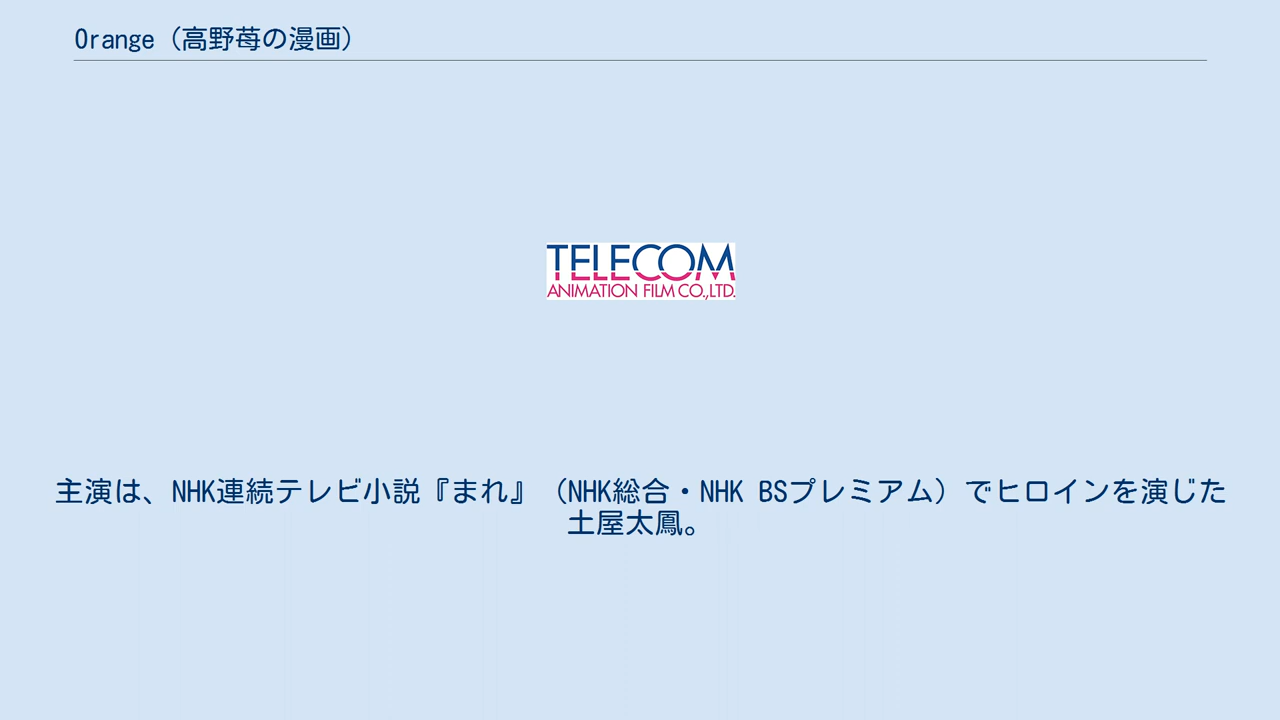 Orange（高野苺の漫画）
TELECOM
ANIMATION FILM CO.,LTD.
主演は、NHK連続テレビ小説『まれ』（NHK総合・NHK BSプレミアム）でヒロインを演じた
土屋太鳳。